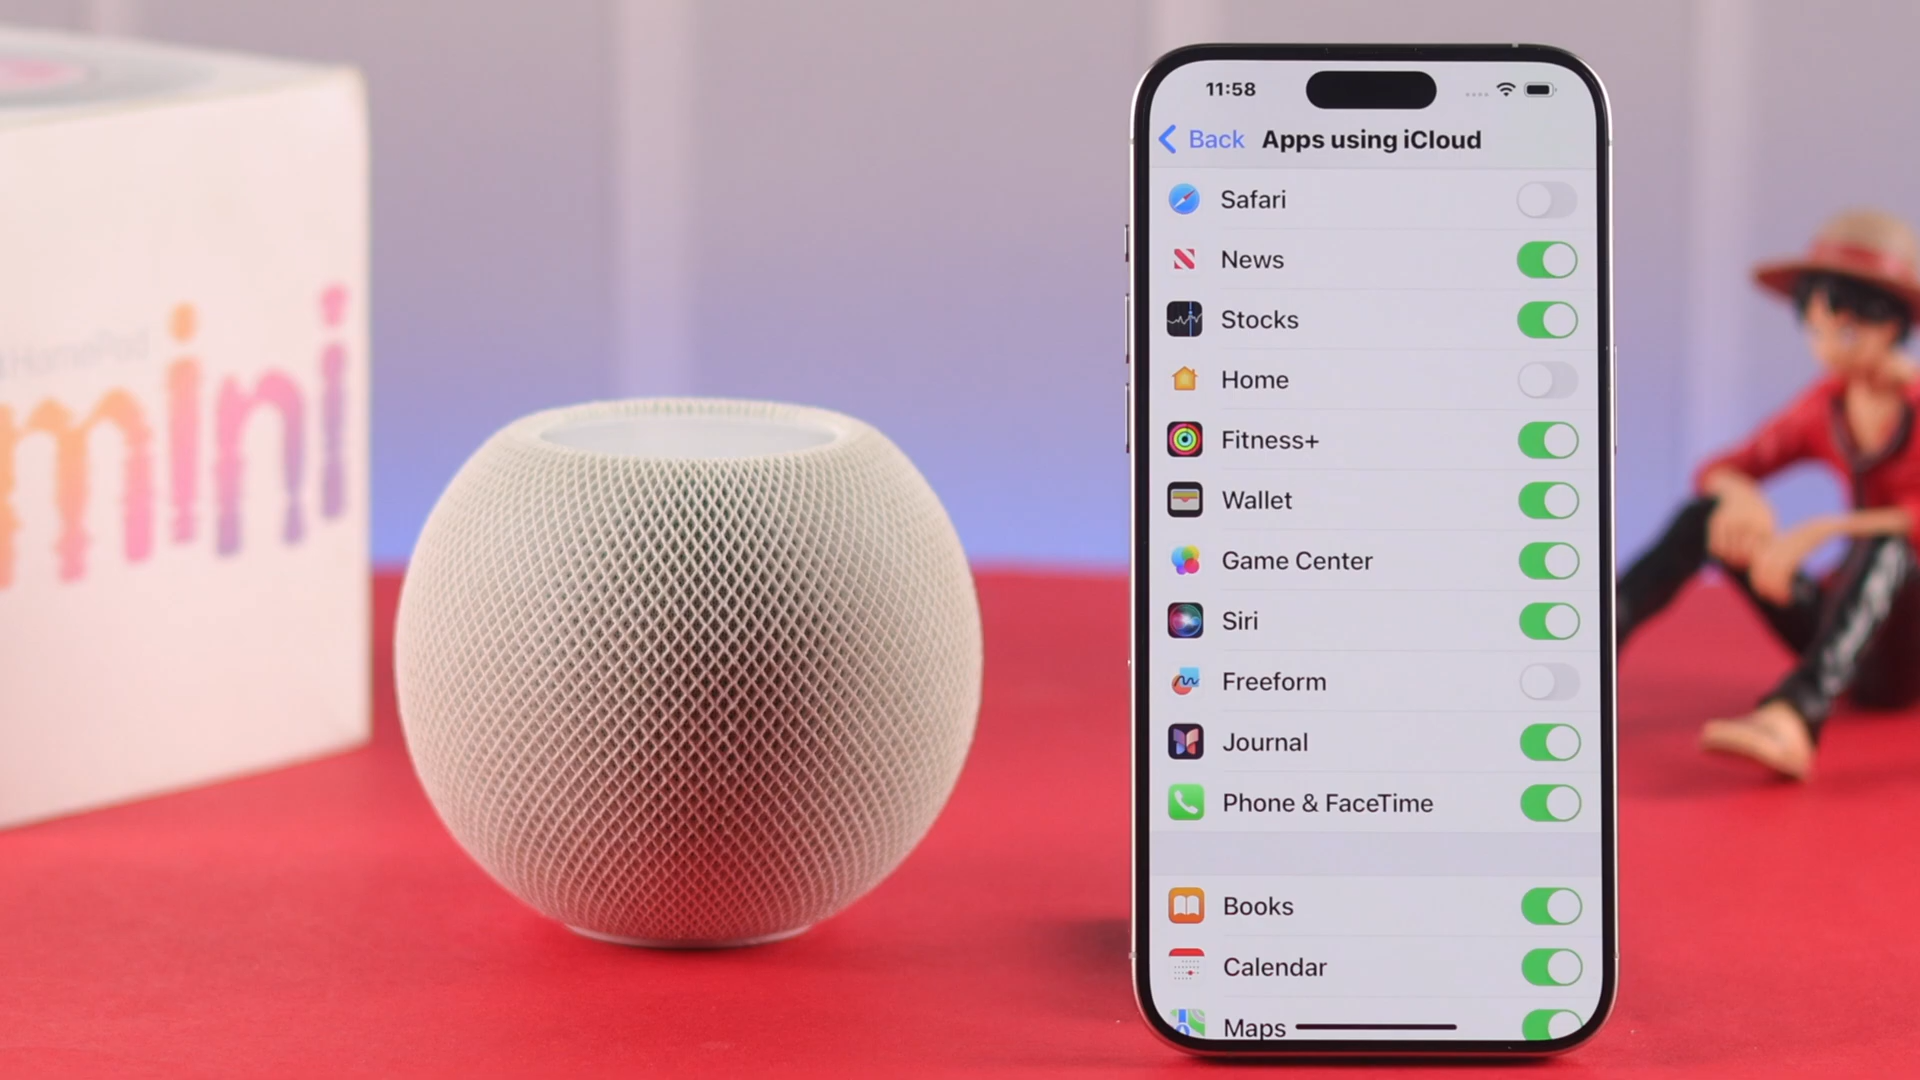 HomePod
mini
11:58
Back Apps using iCloud
Safari
News
Stocks
Home
Fitness+
Wallet
Game Center
Siri
Freeform
Journal
Phone & FaceTime
Books
Calendar
Maps